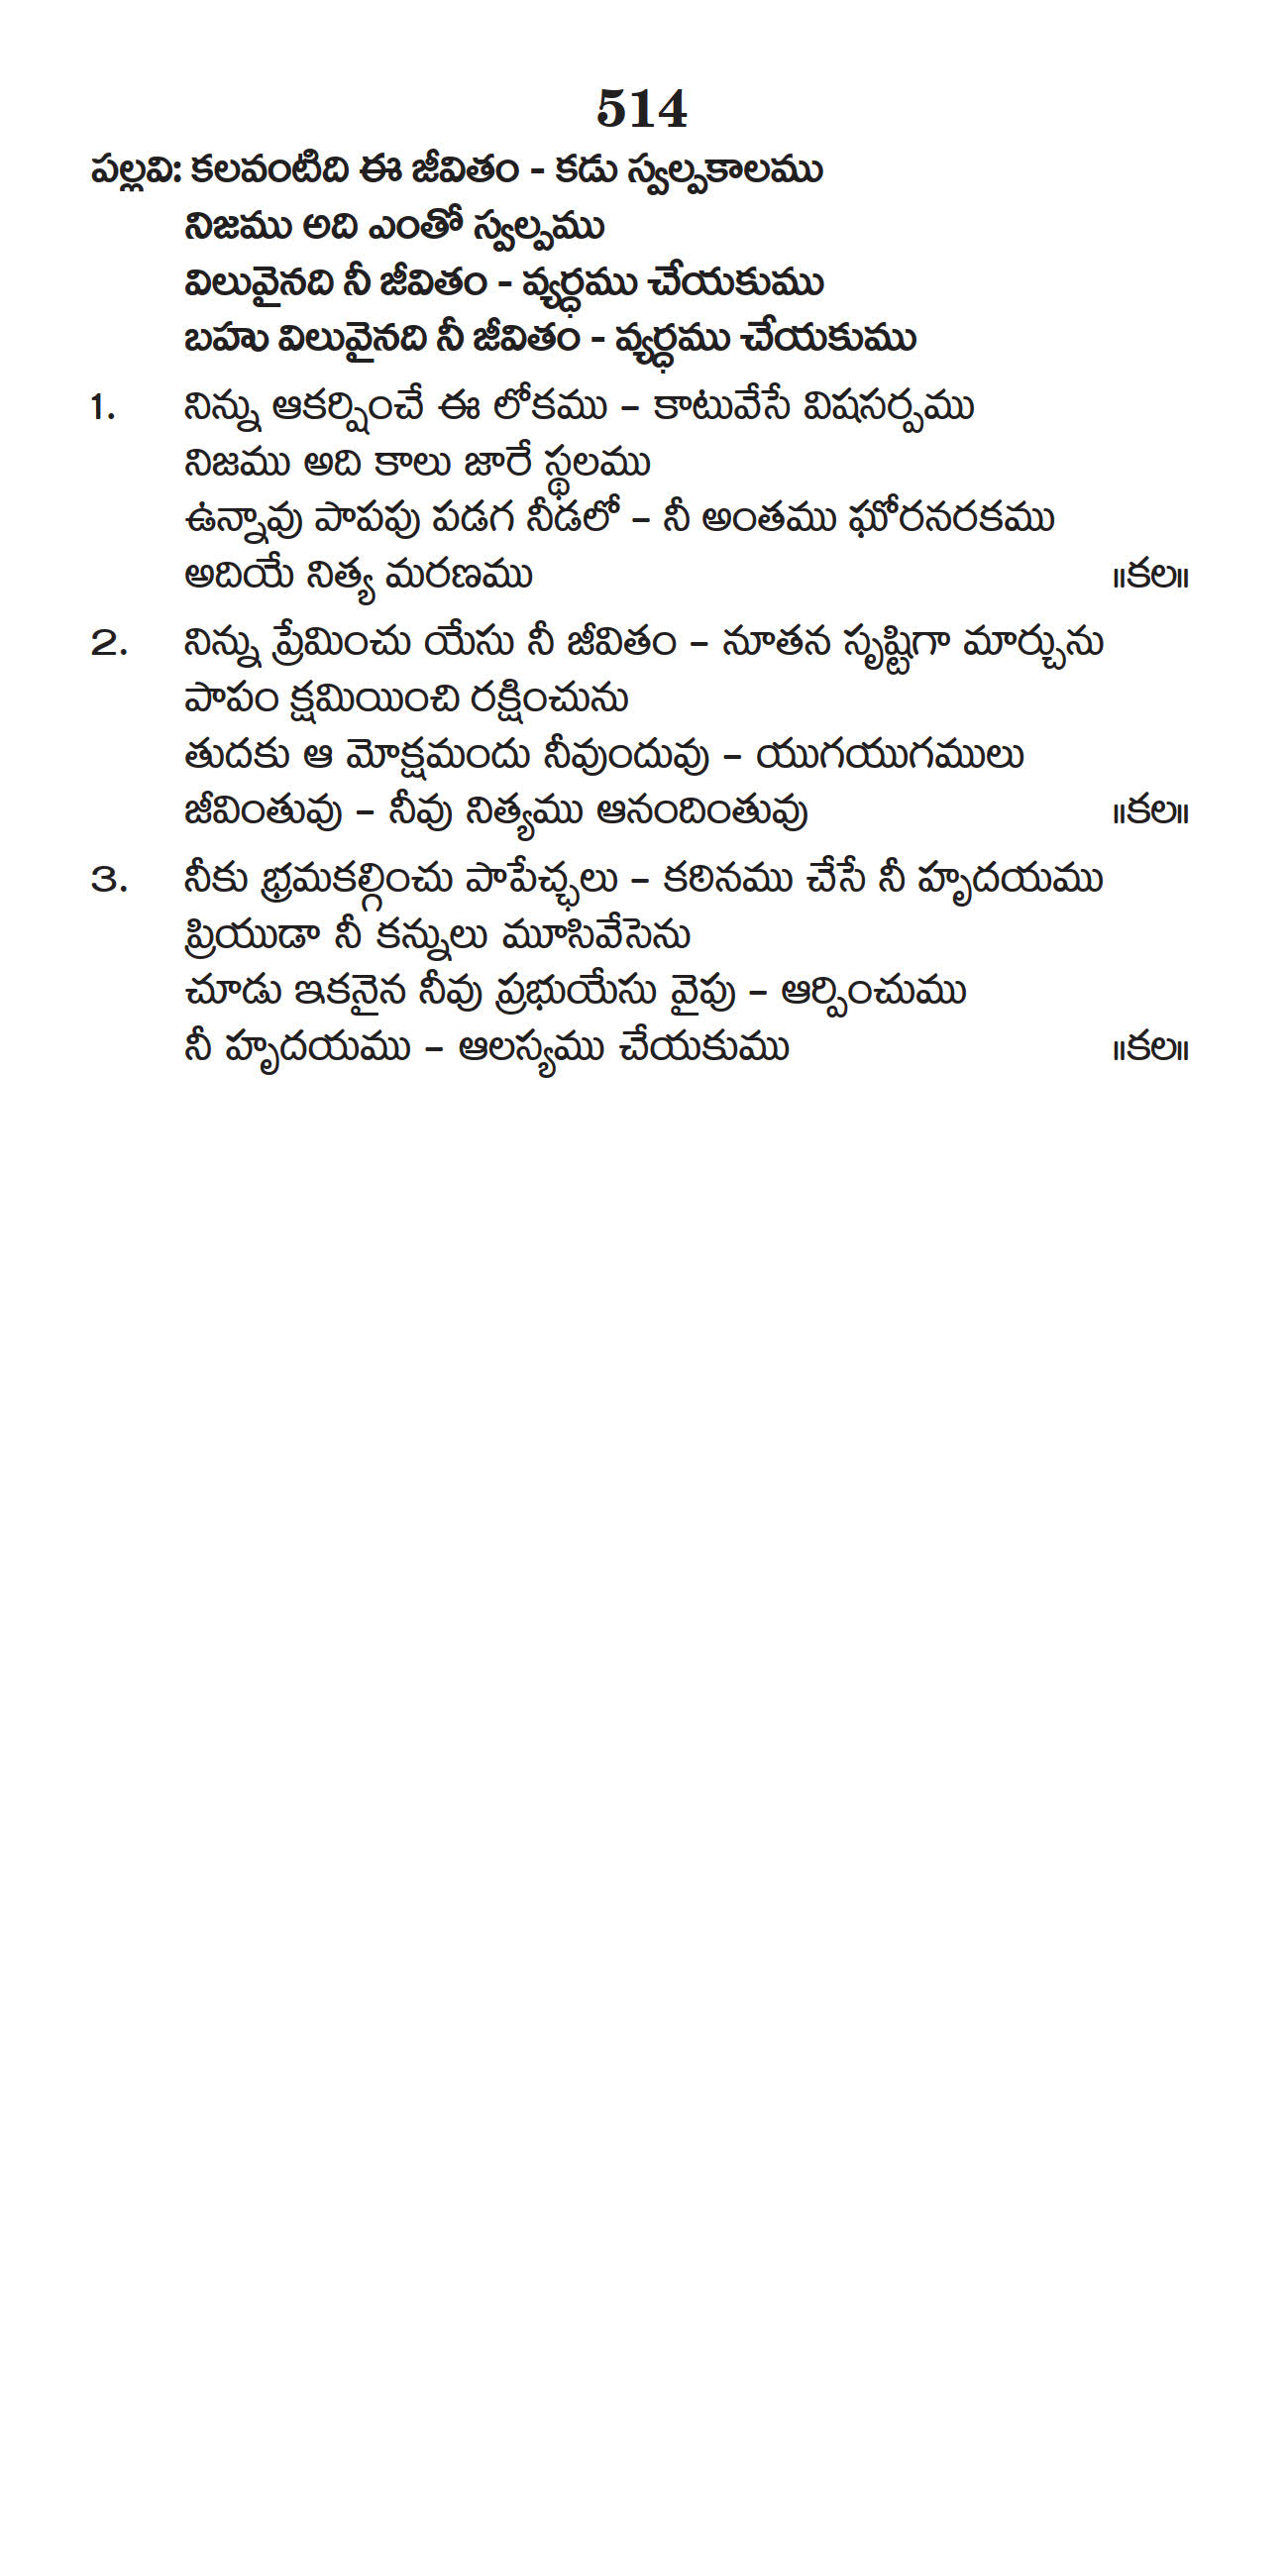 514
పల్లవి: కలవంటిది ఈ జీవితం - కడు స్వల్పకాలము
నిజము అది ఎంతో స్వల్పము
విలువైనది నీ జీవితం - వ్యర్ధము చేయకుము
బహు విలువైనది నీ జీవితం - వ్యర్ధము చేయకుము
1. నిన్ను ఆకర్షించే ఈ లోకము – కాటువేసే విషసర్పము
నిజము అది కాలు జారే స్థలము
ఉన్నావు పాపపు పడగ నీడలో – నీ అంతము ఘోరనరకము
అదియే నిత్య మరణము ॥కల॥
2. నిన్ను ప్రేమించు యేసు నీ జీవితం – నూతన సృష్టిగా మార్చును
పాపం క్షమియించి రక్షించును
తుదకు ఆ మోక్షమందు నీవుందువు – యుగయుగములు
జీవింతువు – నీవు నిత్యము ఆనందింతువు ॥కల॥
3. నీకు భ్రమకల్గించు పాపేచ్ఛలు – కఠినము చేసే నీ హృదయము
ప్రియుడా నీ కన్నులు మూసివేసెను
చూడు ఇకనైన నీవు ప్రభుయేసు వైపు – ఆర్పించుము
నీ హృదయము – ఆలస్యము చేయకుము ॥కల॥